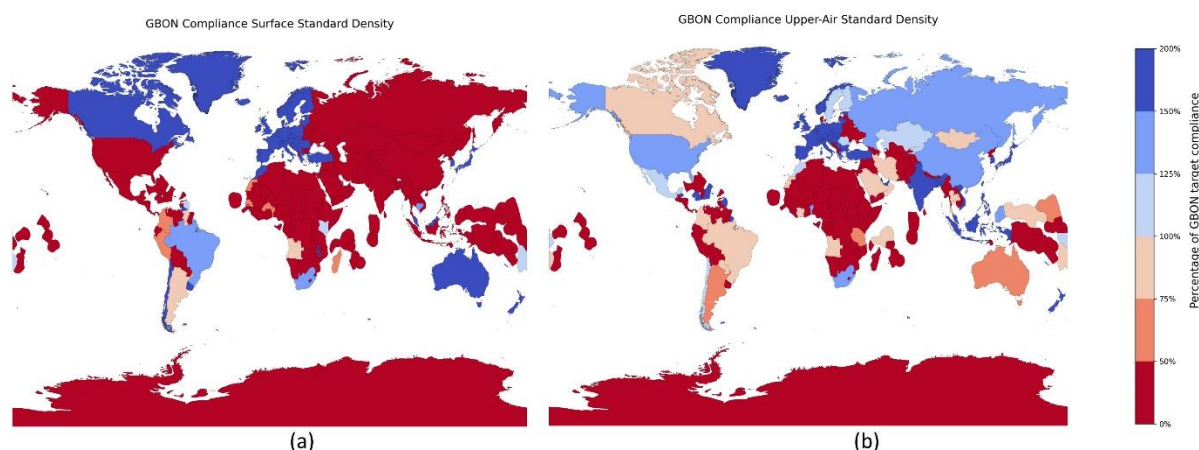 GBON Compliance Surface Standard Density
GBON Compliance Upper-Air Standard Density
200%
150%
100%
75%
50%
0%
Percentage of GBON target compliance
(a)
(b)